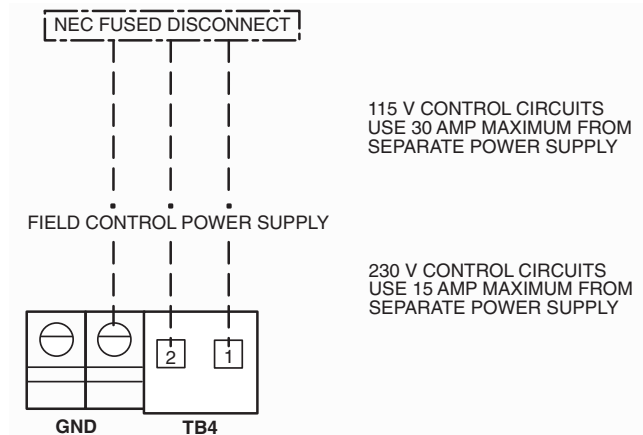 NEC FUSED DISCONNECT
115 V CONTROL CIRCUITS
USE 30 AMP MAXIMUM FROM
SEPARATE POWER SUPPLY
FIELD CONTROL POWER SUPPLY
230 V CONTROL CIRCUITS
USE 15 AMP MAXIMUM FROM
SEPARATE POWER SUPPLY
2 1
GND TB4